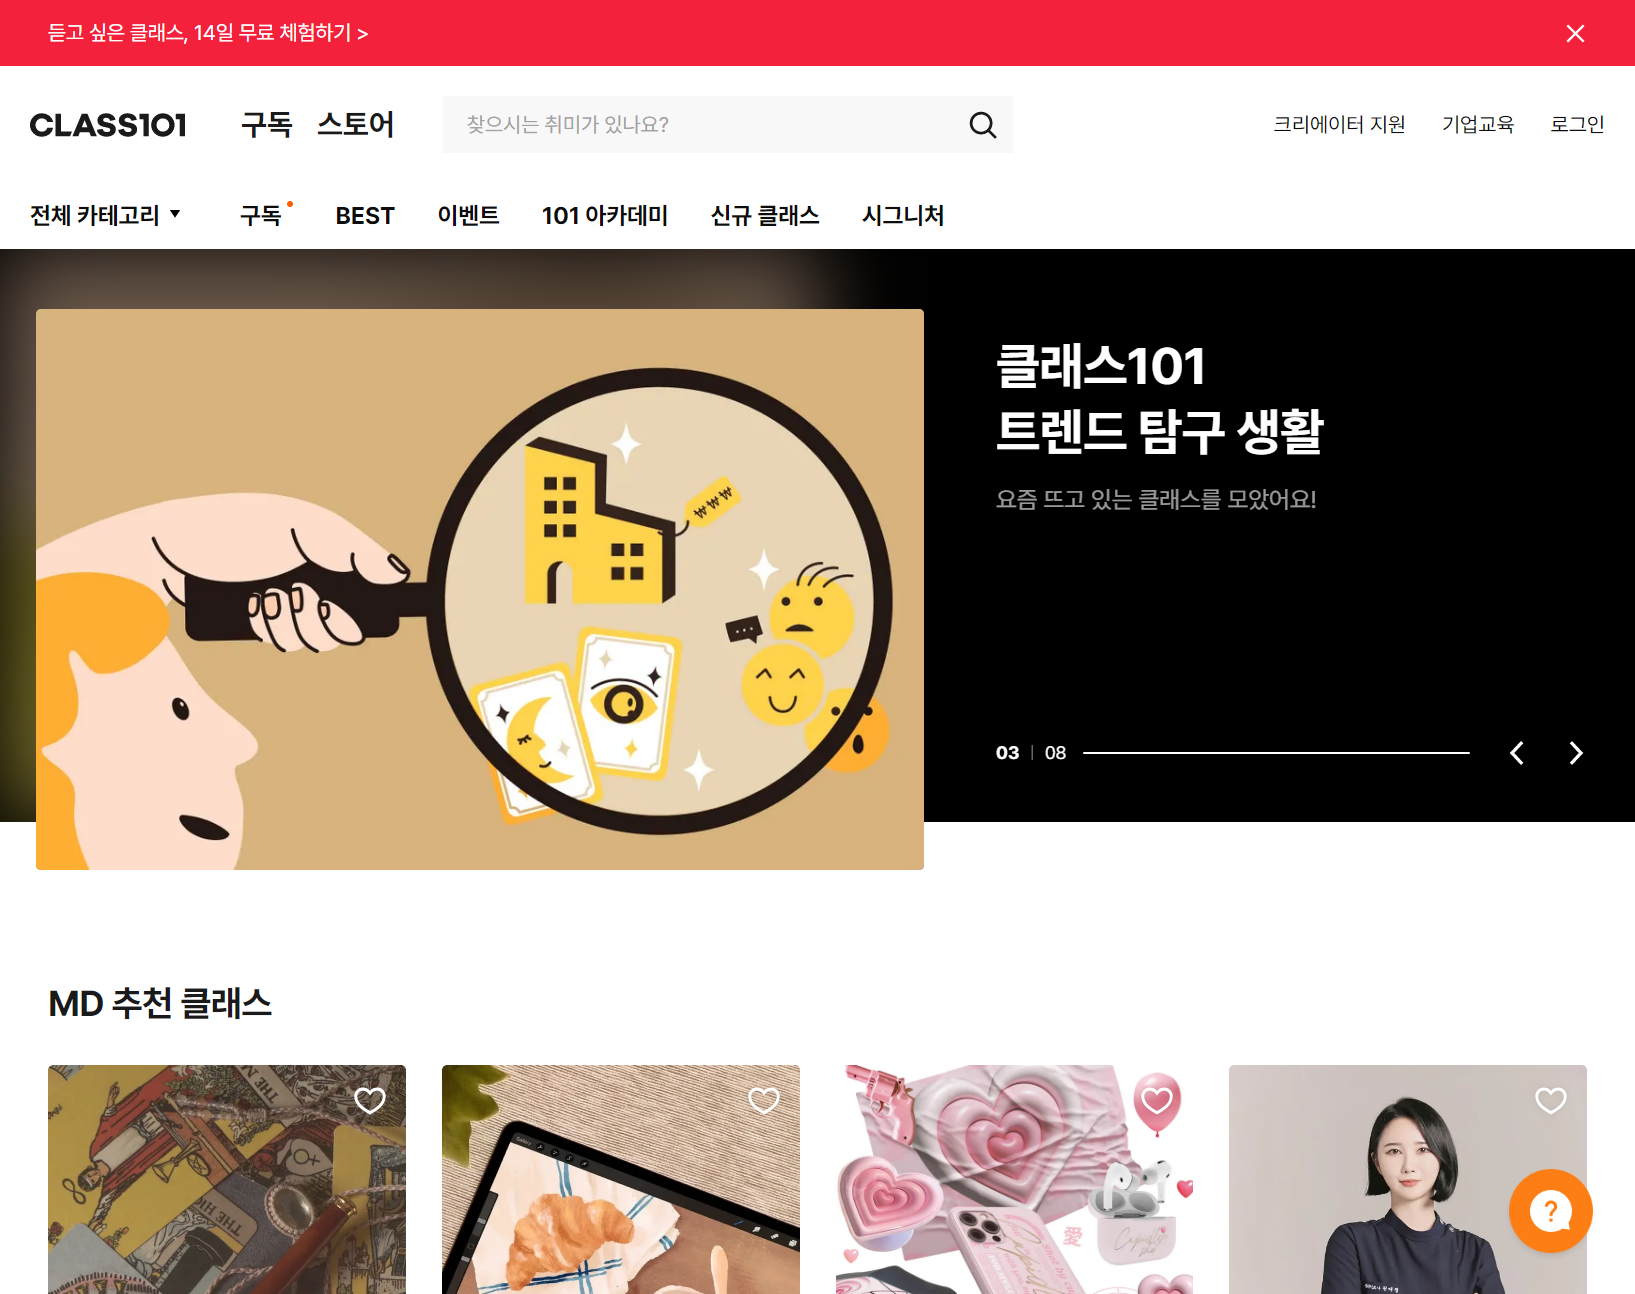 듣고 싶은 클래스, 14일 무료 체험하기 >
CLASS101
구독
스토어
찾으시는 취미가 있나요?
크리에이터 지원
기업교육
로그인
전체 카테고리
구독
BEST
이벤트
101 아카데미
신규 클래스
시그니처
클래스101
트렌드 탐구 생활
요즘 뜨고 있는 클래스를 모았어요!
03 | 08
₩₩₩
MD 추천 클래스
愛
?